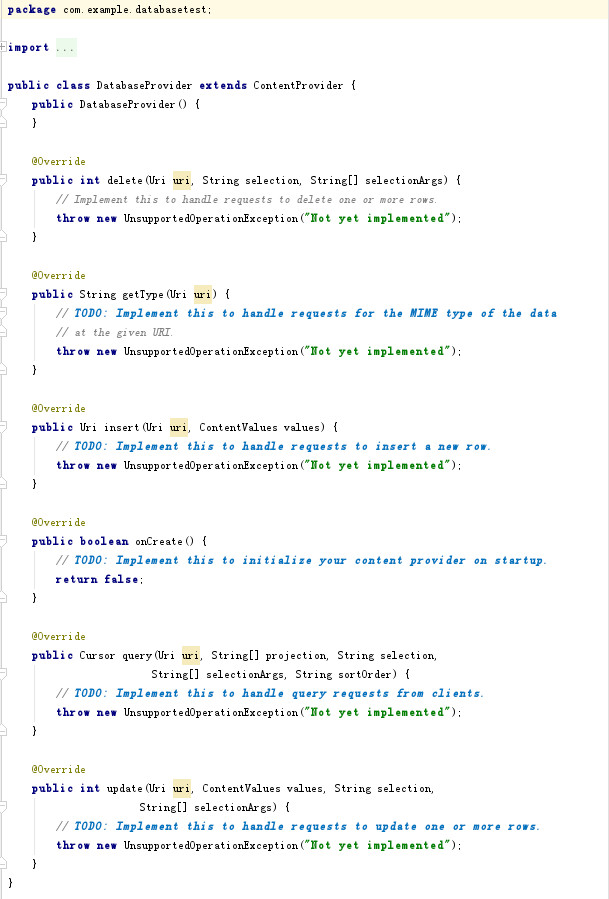 package com.example.databasetest;
import ...
public class DatabaseProvider extends ContentProvider {
    public DatabaseProvider() {
    }
    @Override
    public int delete(Uri uri, String selection, String[] selectionArgs) {
        // Implement this to handle requests to delete one or more rows.
        throw new UnsupportedOperationException("Not yet implemented");
    }
    @Override
    public String getType(Uri uri) {
        // TODO: Implement this to handle requests for the MIME type of the data
        // at the given URI.
        throw new UnsupportedOperationException("Not yet implemented");
    }
    @Override
    public Uri insert(Uri uri, ContentValues values) {
        // TODO: Implement this to handle requests to insert a new row.
        throw new UnsupportedOperationException("Not yet implemented");
    }
    @Override
    public boolean onCreate() {
        // TODO: Implement this to initialize your content provider on startup.
        return false;
    }
    @Override
    public Cursor query(Uri uri, String[] projection, String selection,
                        String[] selectionArgs, String sortOrder) {
        // TODO: Implement this to handle query requests from clients.
        throw new UnsupportedOperationException("Not yet implemented");
    }
    @Override
    public int update(Uri uri, ContentValues values, String selection,
                      String[] selectionArgs) {
        // TODO: Implement this to handle requests to update one or more rows.
        throw new UnsupportedOperationException("Not yet implemented");
    }
}